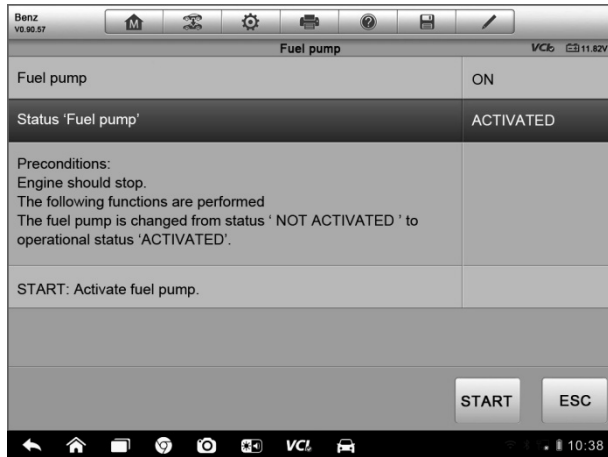 Benz
V0.90.57
M
Fuel pump
VCI
11.82V
Fuel pump
ON
Status 'Fuel pump'
ACTIVATED
Preconditions:
Engine should stop.
The following functions are performed
The fuel pump is changed from status ‘ NOT ACTIVATED ’ to
operational status ‘ACTIVATED’.
START: Activate fuel pump.
START
ESC
VCI
10:38